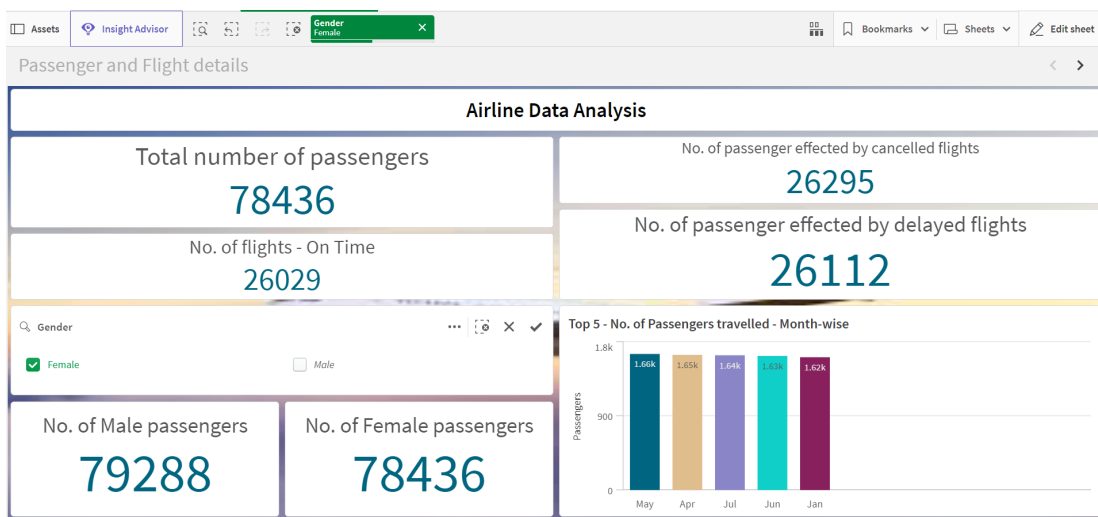 Assets
Insight Advisor
Gender
Female
Bookmarks
Sheets
Edit sheet
Passenger and Flight details
Airline Data Analysis
Total number of passengers
78436
No. of passenger effected by cancelled flights
26295
No. of flights - On Time
26029
No. of passenger effected by delayed flights
26112
Gender
Female
Male
No. of Male passengers
79288
No. of Female passengers
78436
Top 5 - No. of Passengers travelled - Month-wise
Passengers
1.8k
900
0
1.66k
1.65k
1.64k
1.63k
1.62k
May
Apr
Jul
Jun
Jan